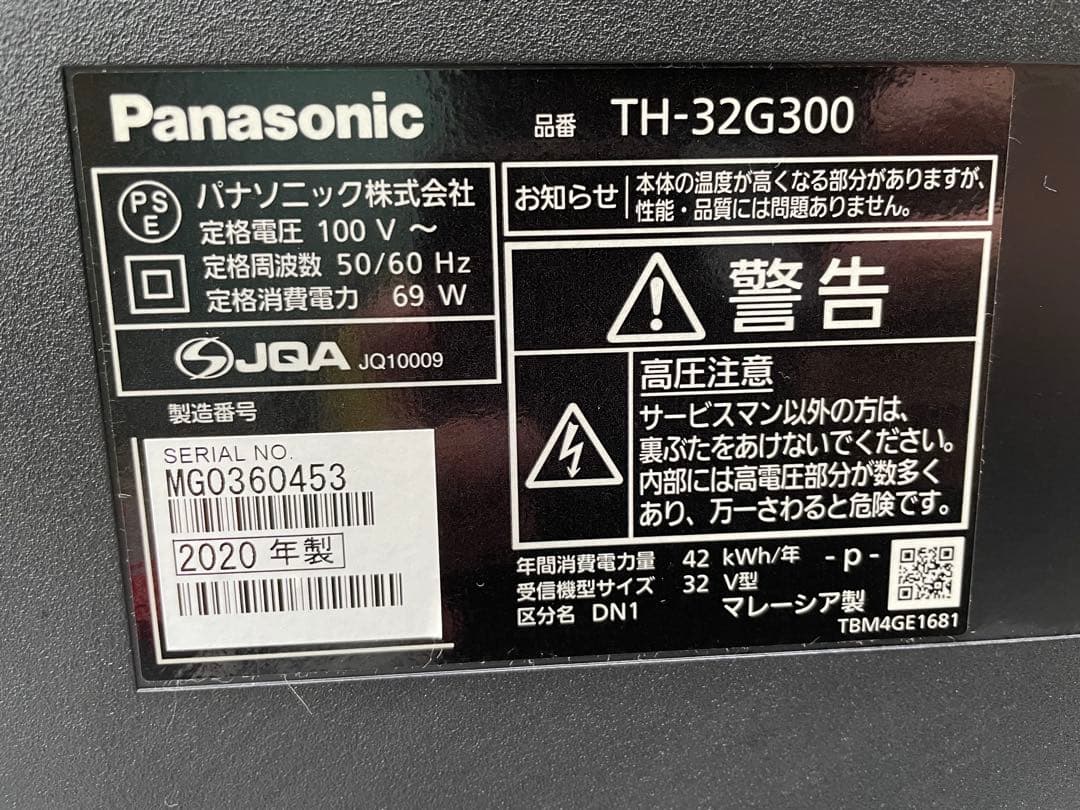 Panasonic
品番 TH-32G300
PS
E
パナソニック株式会社
定格電圧 100 V ～
定格周波数 50/60 Hz
定格消費電力 69 W
JQA JQ10009
製造番号
SERIAL NO.
MG0360453
2020 年製
お知らせ
本体の温度が高くなる部分がありますが、
性能・品質には問題ありません。
警告
高圧注意
サービスマン以外の方は、
裏ぶたをあけないでください。
内部には高電圧部分が数多く
あり、万一さわると危険です。
年間消費電力量 42 kWh/年 -p-
受信機型サイズ 32 V型
区分名 DN1 マレーシア製
TBM4GE1681